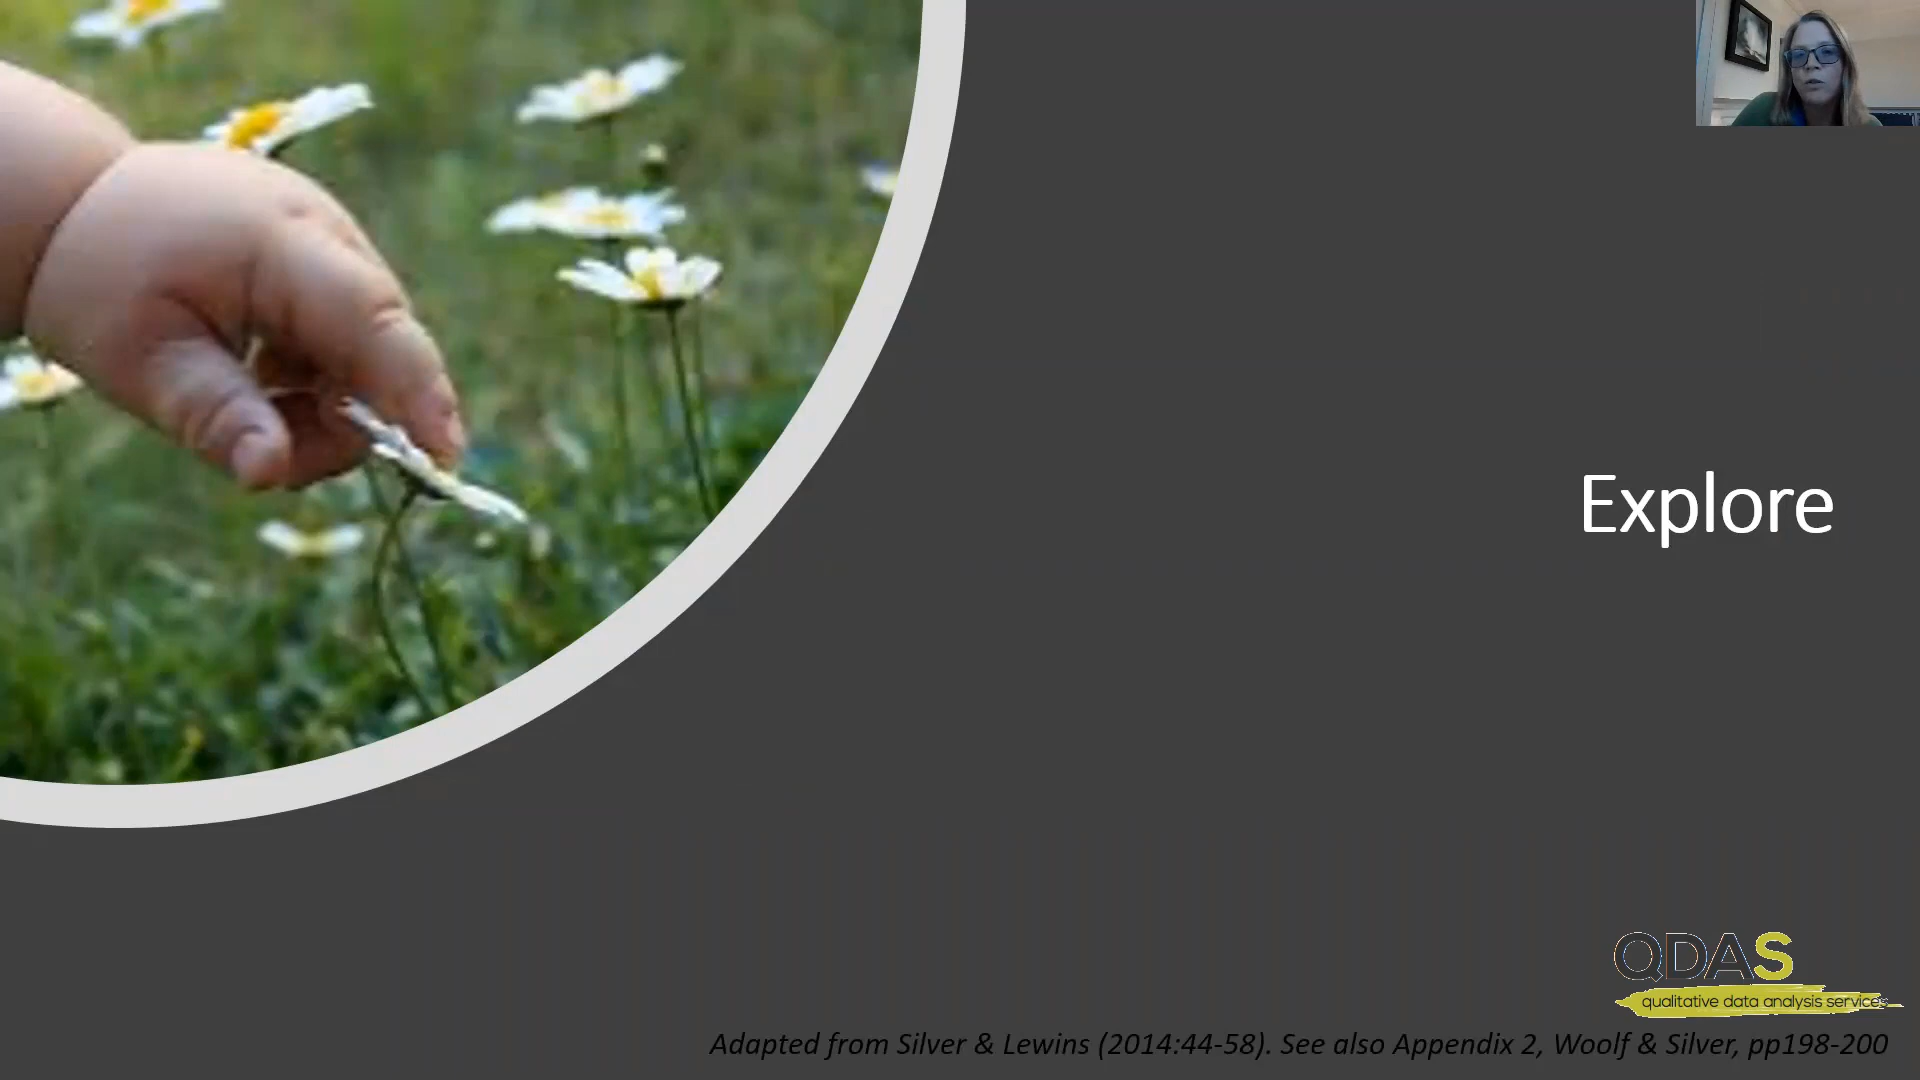 Explore
QDAS
qualitative data analysis services
Adapted from Silver & Lewins (2014:44-58). See also Appendix 2, Woolf & Silver, pp198-200